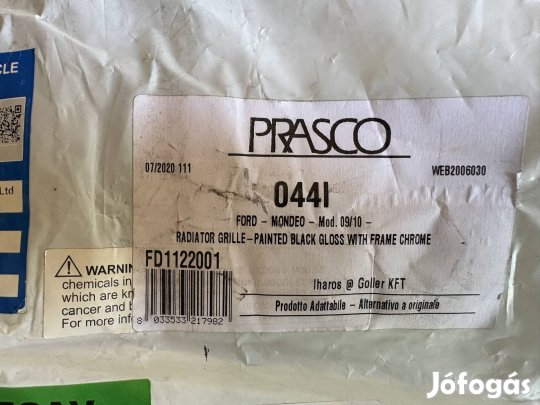 CLE
Ltd
PRASCO
07/2020 111
WEB2006030
044I
FORD - MONDEO - Mod. 09/10 -
RADIATOR GRILLE-PAINTED BLACK GLOSS WITH FRAME CHROME
FD1122001
Iharos @ Goller KFT
Prodotto Adattabile - Alternativo a originale
8 033533 217982
WARNIN
chemicals in
which are kn
cancer and b
For more info
Jófogás